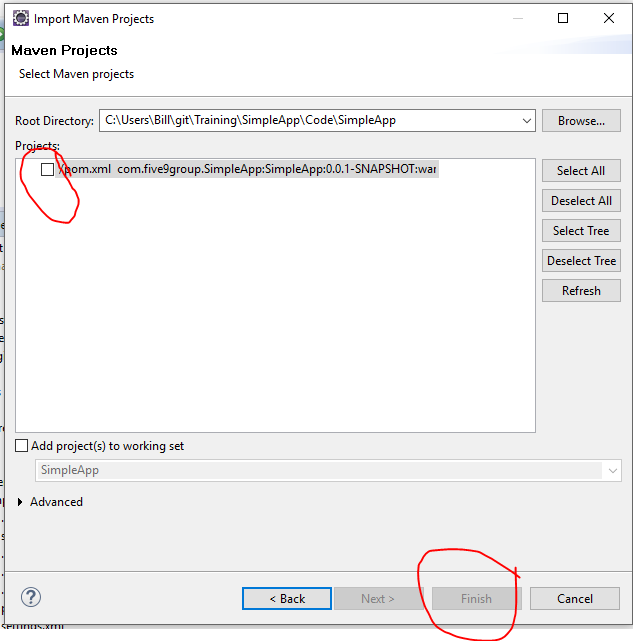 Import Maven Projects
Maven Projects
Select Maven projects
Root Directory: C:\Users\Bill\git\Training\SimpleApp\Code\SimpleApp Browse...
Projects:
/pom.xml com.five9group.SimpleApp:SimpleApp:0.0.1-SNAPSHOT:war
Select All
Deselect All
Select Tree
Deselect Tree
Refresh
Add project(s) to working set
SimpleApp
Advanced
? < Back Next > Finish Cancel
settings.xml